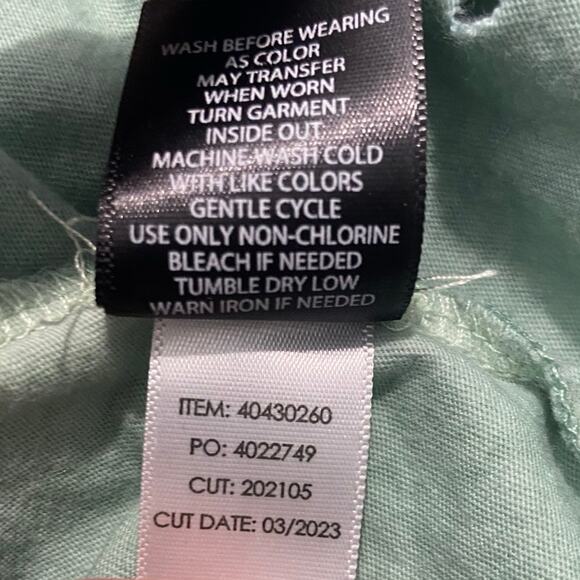 WASH BEFORE WEARING
AS COLOR
MAY TRANSFER
WHEN WORN
TURN GARMENT
INSIDE OUT
MACHINE WASH COLD
WITH LIKE COLORS
GENTLE CYCLE
USE ONLY NON-CHLORINE
BLEACH IF NEEDED
TUMBLE DRY LOW
WARN IRON IF NEEDED
ITEM: 40430260
PO: 4022749
CUT: 202105
CUT DATE: 03/2023